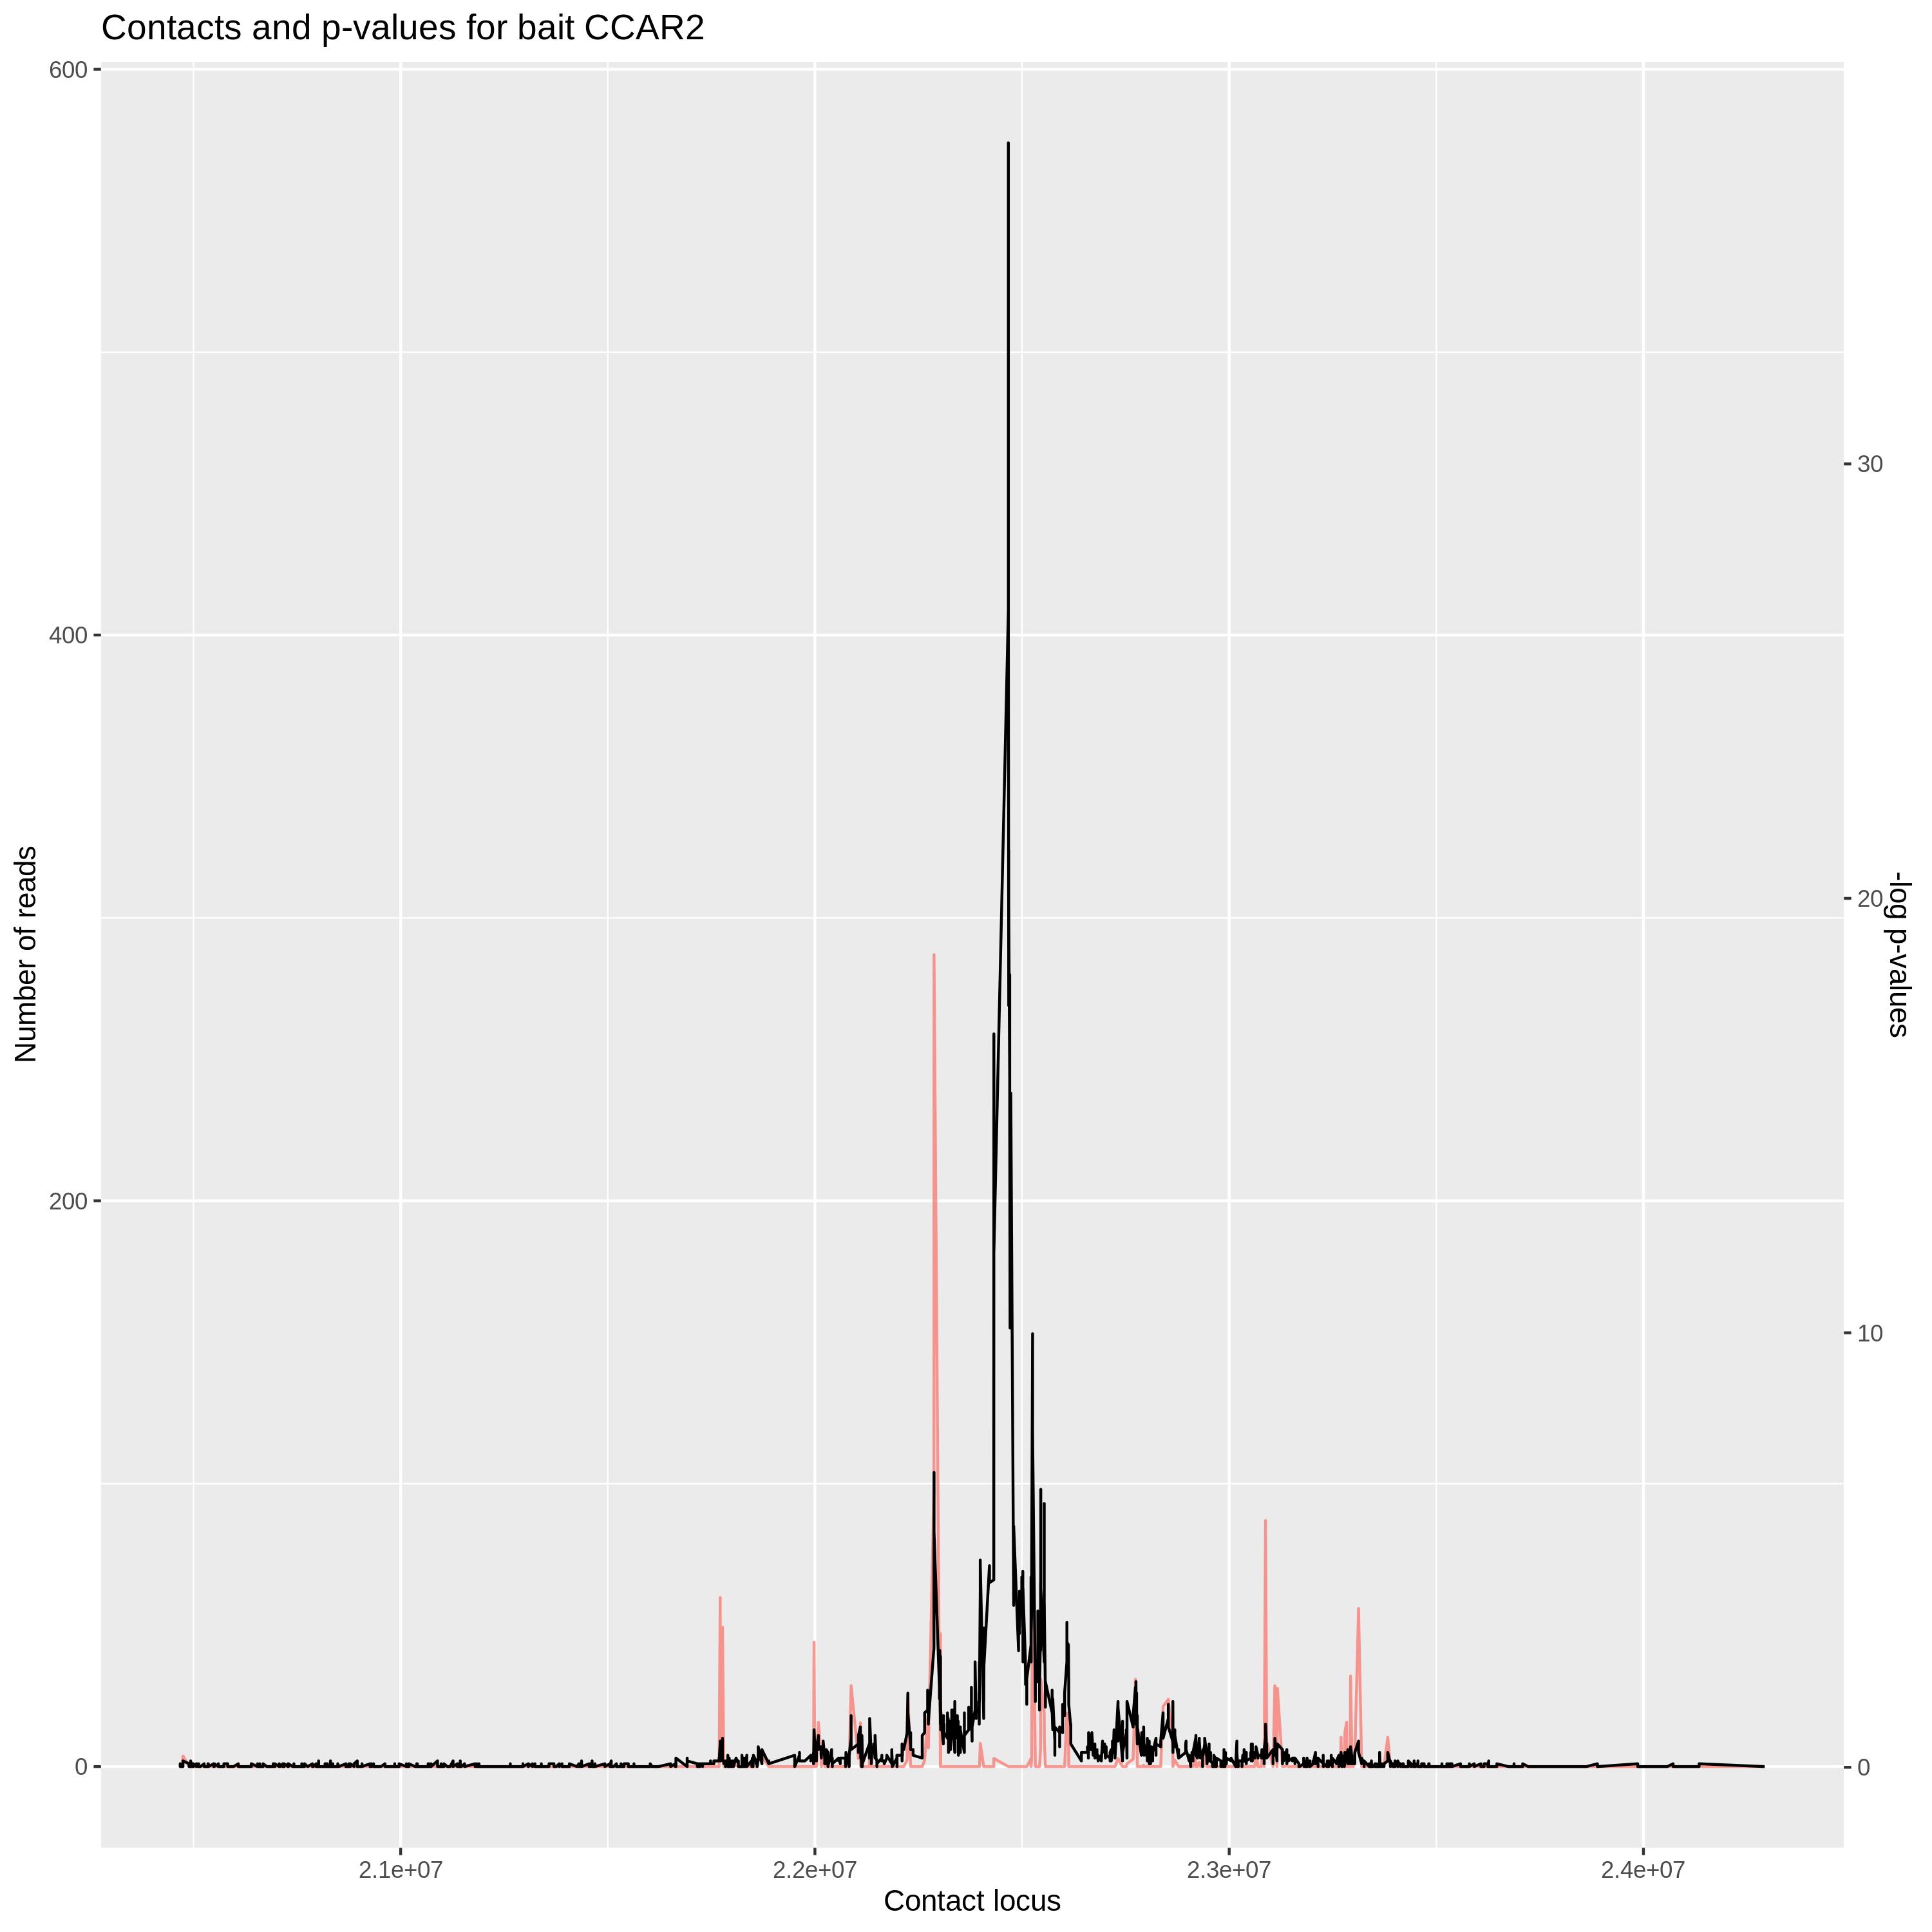 Contacts and p-values for bait CCAR2
600
400
200
0
Number of reads
30
20
10
0
-log p-values
2.1e+07
2.2e+07
2.3e+07
2.4e+07
Contact locus